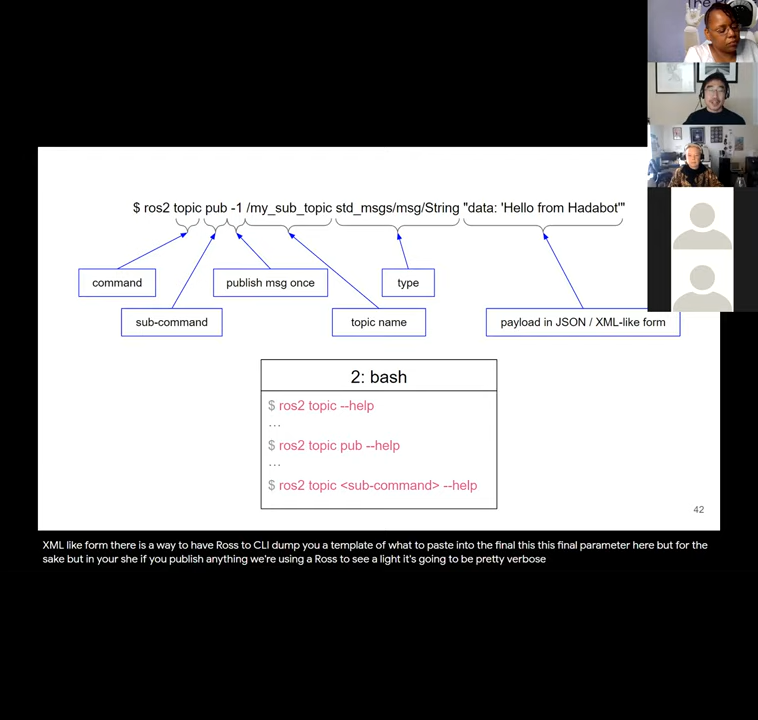 $ ros2 topic pub -1 /my_sub_topic std_msgs/msg/String "data: 'Hello from Hadabot'"
command
publish msg once
type
sub-command
topic name
payload in JSON / XML-like form
2: bash
$ ros2 topic --help
...
$ ros2 topic pub --help
...
$ ros2 topic <sub-command> --help
42
XML like form there is a way to have Ross to CLI dump you a template of what to paste into the final this this final parameter here but for the
sake but in your she if you publish anything we're using a Ross to see a light it's going to be pretty verbose